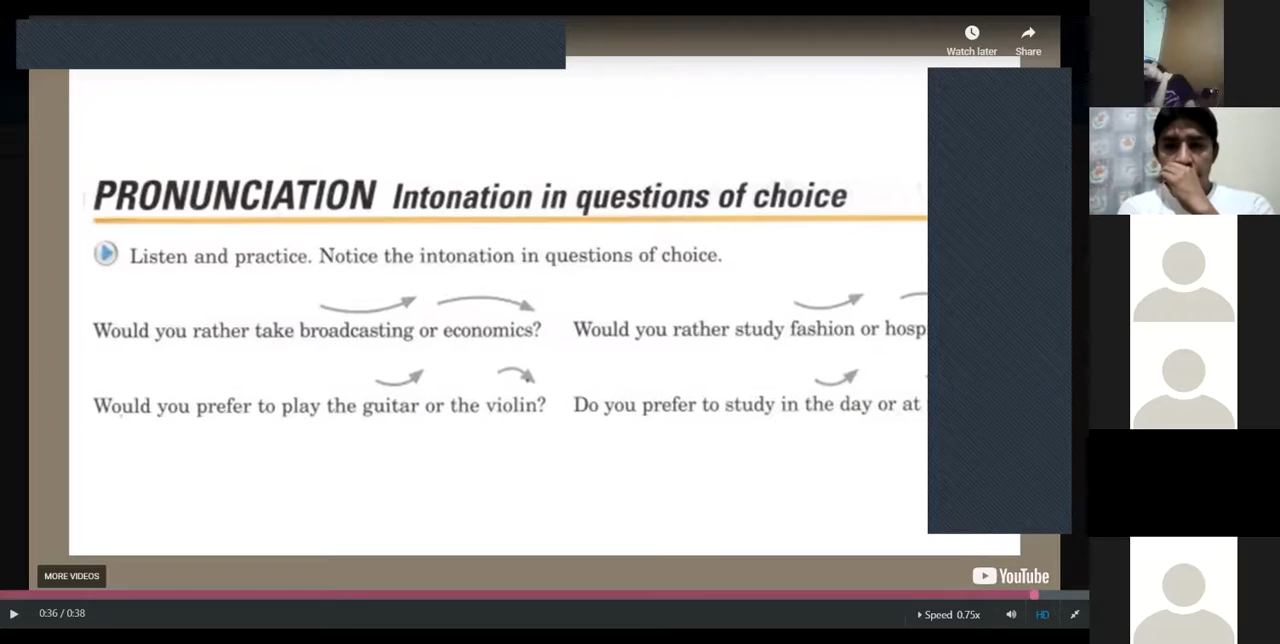 Watch later
Share
PRONUNCIATION Intonation in questions of choice
Listen and practice. Notice the intonation in questions of choice.
Would you rather take broadcasting or economics?
Would you rather study fashion or hosp
Would you prefer to play the guitar or the violin?
Do you prefer to study in the day or at
MORE VIDEOS
YouTube
0:36 / 0:38
Speed 0.75x
HD